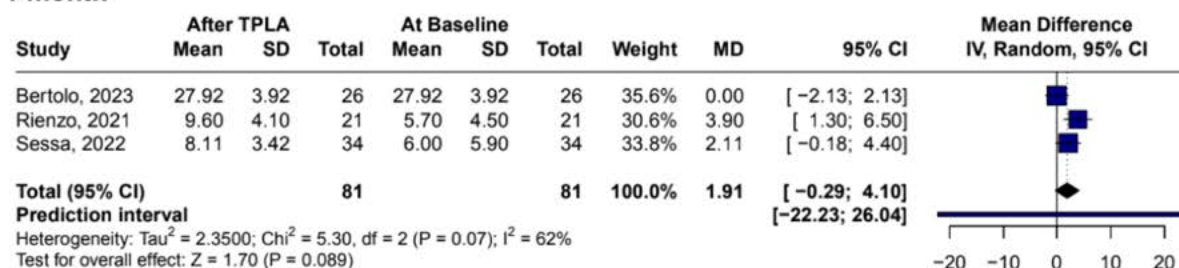 After TPLA At Baseline Mean Difference
Study Mean SD Total Mean SD Total Weight MD 95% CI IV, Random, 95% CI
Bertolo, 2023 27.92 3.92 26 27.92 3.92 26 35.6% 0.00 [ −2.13; 2.13]
Rienzo, 2021 9.60 4.10 21 5.70 4.50 21 30.6% 3.90 [ 1.30; 6.50]
Sessa, 2022 8.11 3.42 34 6.00 5.90 34 33.8% 2.11 [ −0.18; 4.40]
Total (95% CI) 81 81 100.0% 1.91 [ −0.29; 4.10]
Prediction interval [−22.23; 26.04]
Heterogeneity: Tau² = 2.3500; Chi² = 5.30, df = 2 (P = 0.07); I² = 62%
Test for overall effect: Z = 1.70 (P = 0.089) −20 −10 0 10 20